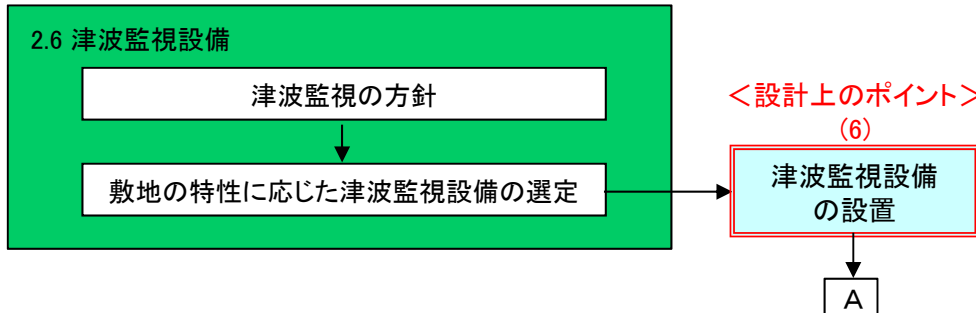 2.6 津波監視設備
津波監視の方針
敷地の特性に応じた津波監視設備の選定
＜設計上のポイント＞
(6)
津波監視設備
の設置
A